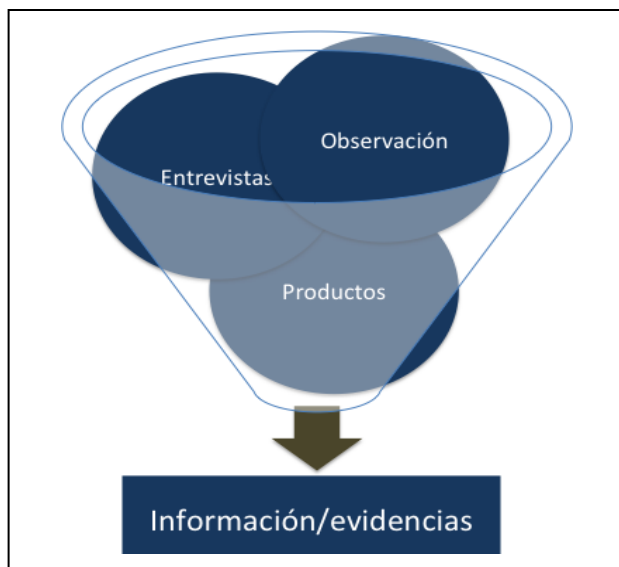 Observación
Entrevistas
Productos
Información/evidencias